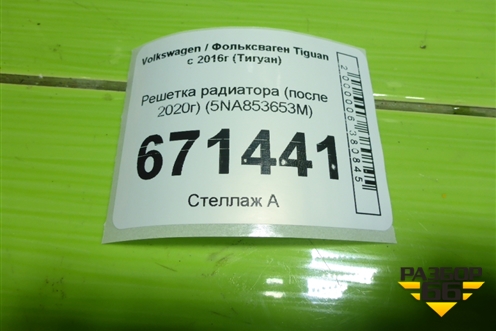 Volkswagen / Фольксваген Tiguan
с 2016г (Тигуан)
Решетка радиатора (после
2020г) (5NA853653M)
671441
Стеллаж А
2000006380845
РАЗБОР
66